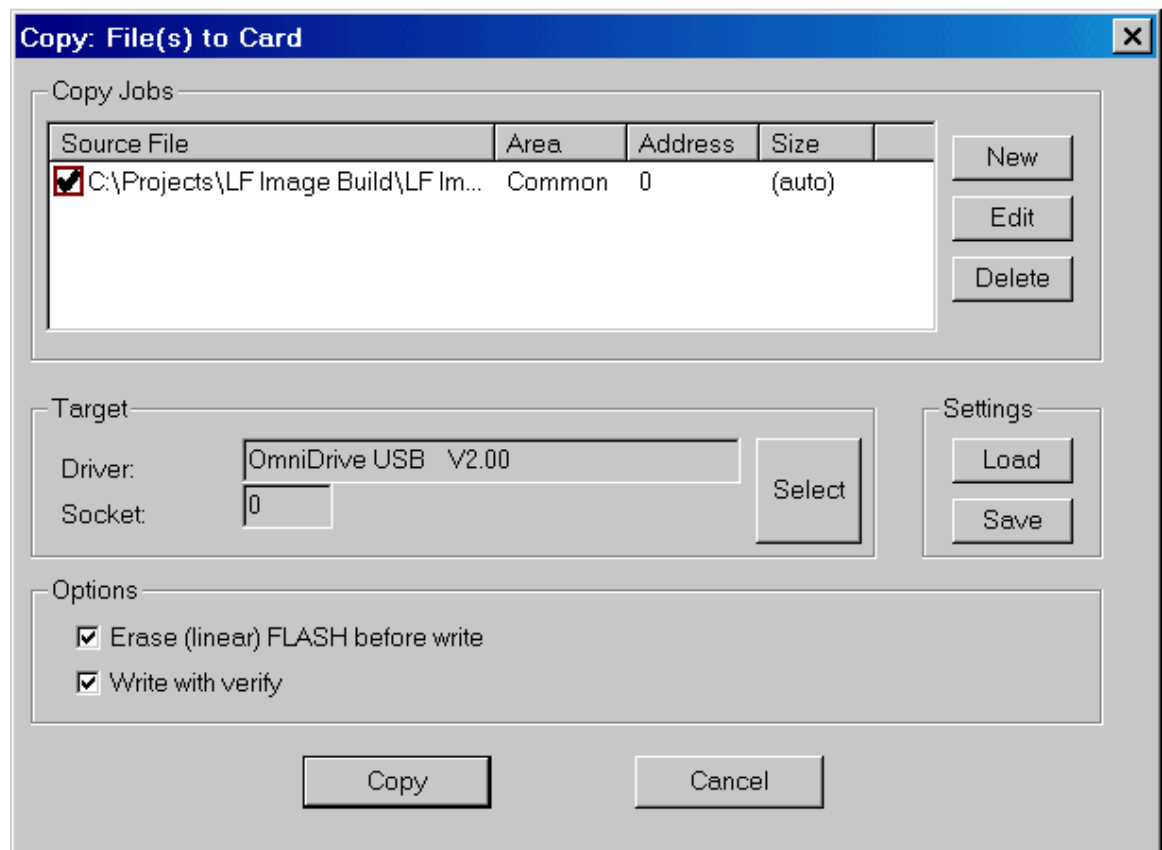 Copy: File(s) to Card
Copy Jobs
Source File Area Address Size
C:\Projects\LF Image Build\LF Im... Common 0 (auto)
New
Edit
Delete
Target
Driver: OmniDrive USB V2.00
Socket: 0
Select
Settings
Load
Save
Options
Erase (linear) FLASH before write
Write with verify
Copy Cancel